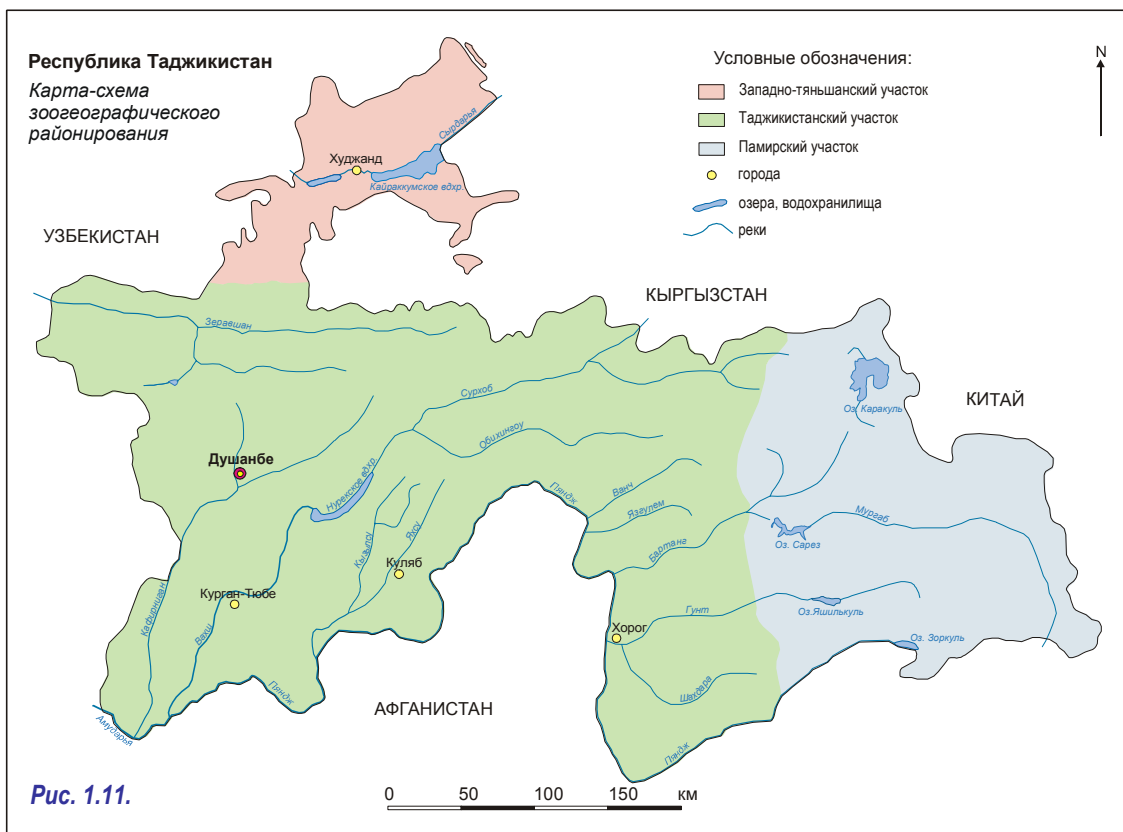 Республика Таджикистан
Карта-схема
зоогеографического
районирования
Условные обозначения:
Западно-тяньшанский участок
Таджикистанский участок
Памирский участок
города
озера, водохранилища
реки
N
Сырдарья
Худжанд
Кайраккумское вдхр.
УЗБЕКИСТАН
КЫРГЫЗСТАН
Зеравшан
Сурхоб
Оз. Каракуль
КИТАЙ
Обихингоу
Душанбе
Нурекское вдхр.
Пяндж
Ванч
Язгулем
Мургаб
Бартанг
Оз. Сарез
Кызылсу
Яхсу
Куляб
Курган-Тюбе
Кафирниган
Вахш
Гунт
Оз.Яшилькуль
Хорог
Оз. Зоркуль
Шахдара
Пяндж
АФГАНИСТАН
Амударья
Пяндж
Рис. 1.11.
0 50 100 150 км